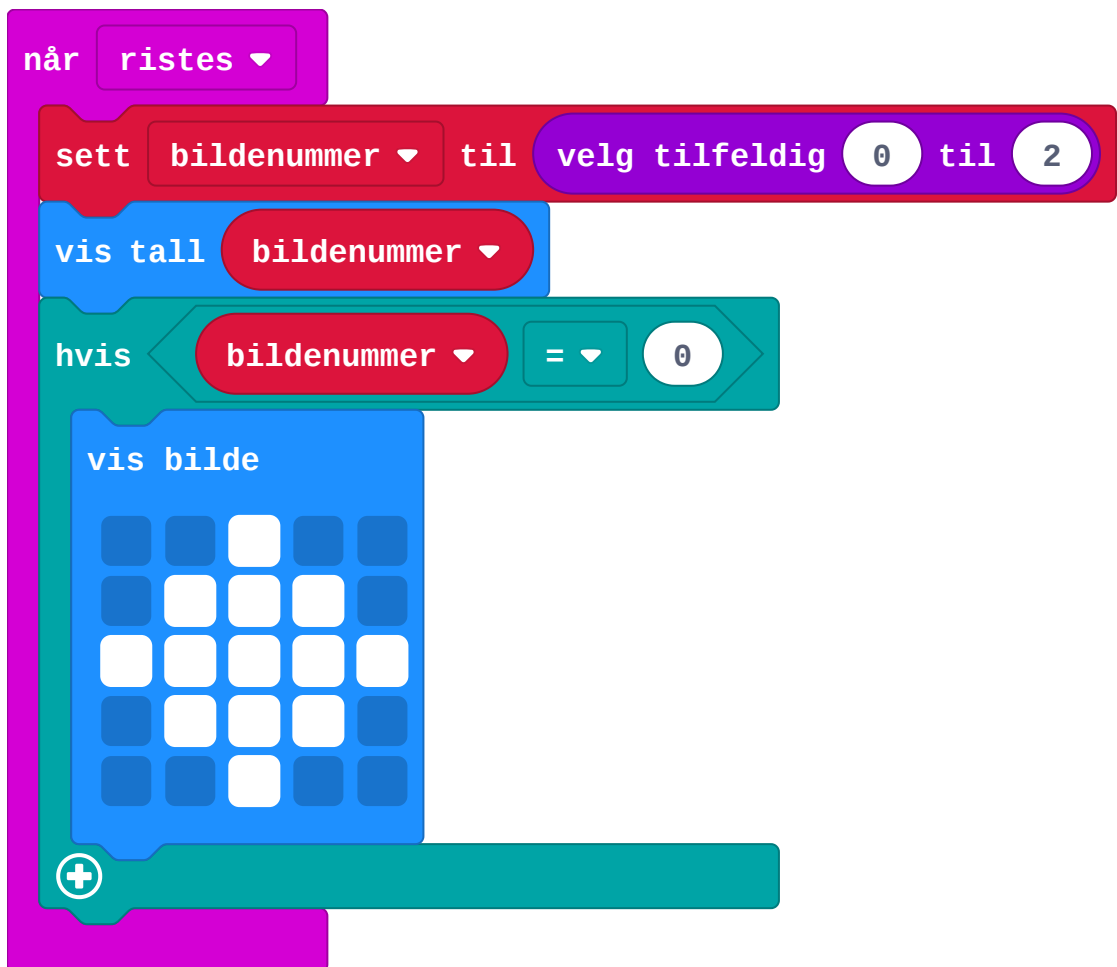 når ristes
sett bildenummer til velg tilfeldig 0 til 2
vis tall bildenummer
hvis bildenummer = 0
vis bilde